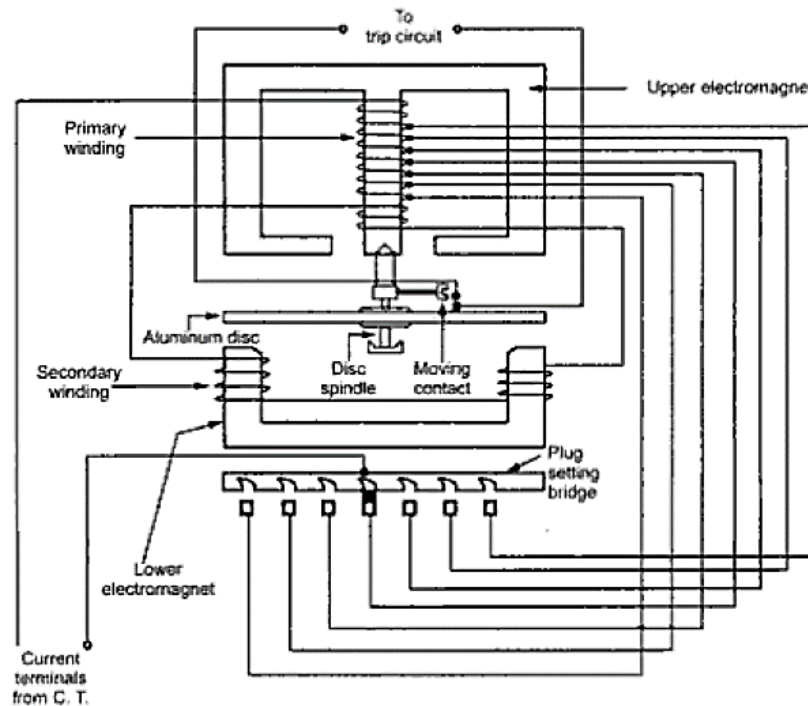 To
trip circuit
Upper electromagne
Primary
winding
Aluminum disc
Disc
spindle
Moving
contact
Secondary
winding
Plug
setting
bridge
Lower
electromagnet
Current
terminals
from C. T.